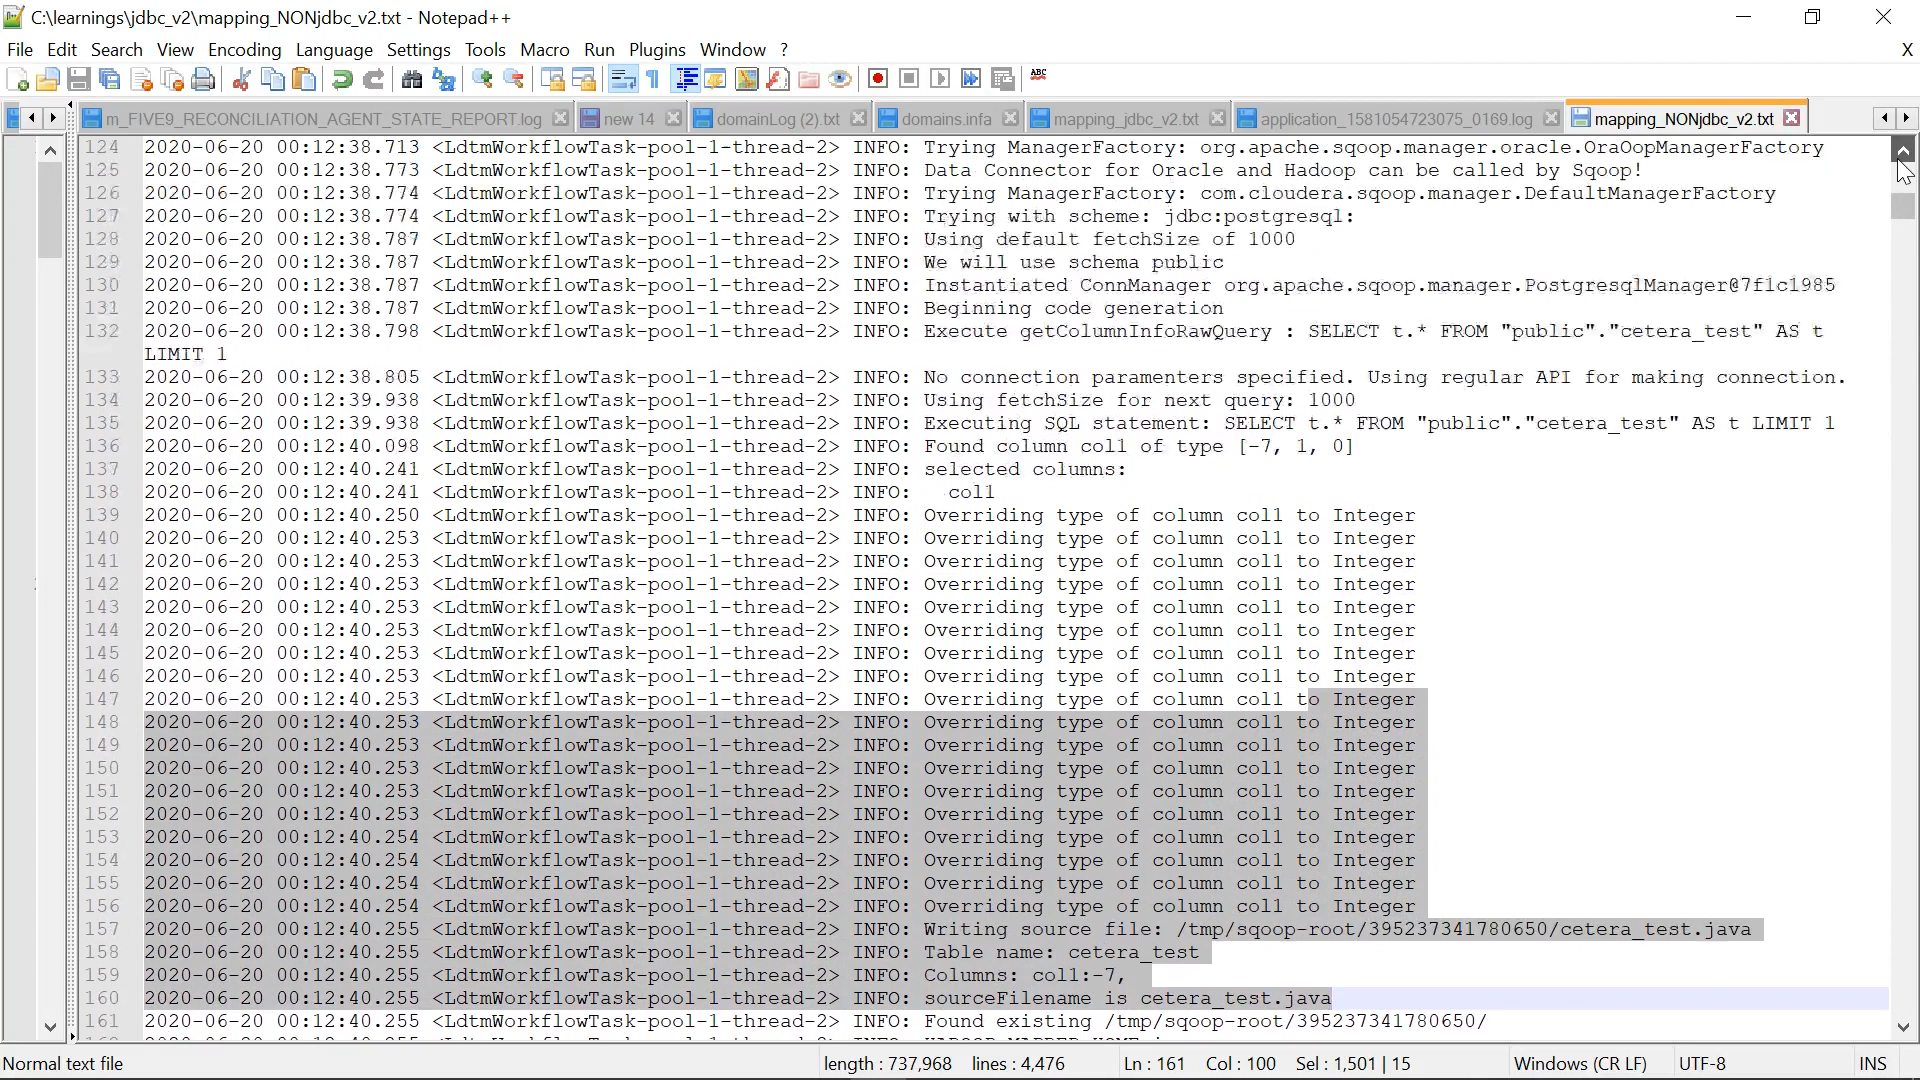 C:\learnings\jdbc_v2\mapping_NONjdbc_v2.txt - Notepad++
File Edit Search View Encoding Language Settings Tools Macro Run Plugins Window ? X
ABC
m_FIVE9_RECONCILIATION_AGENT_STATE_REPORT.log new 14 domainLog (2).txt domains.infa mapping_jdbc_v2.txt application_1581054723075_0169.log mapping_NONjdbc_v2.txt
124 2020-06-20 00:12:38.713 <LdtmWorkflowTask-pool-1-thread-2> INFO: Trying ManagerFactory: org.apache.sqoop.manager.oracle.OraOopManagerFactory
125 2020-06-20 00:12:38.773 <LdtmWorkflowTask-pool-1-thread-2> INFO: Data Connector for Oracle and Hadoop can be called by Sqoop!
126 2020-06-20 00:12:38.774 <LdtmWorkflowTask-pool-1-thread-2> INFO: Trying ManagerFactory: com.cloudera.sqoop.manager.DefaultManagerFactory
127 2020-06-20 00:12:38.774 <LdtmWorkflowTask-pool-1-thread-2> INFO: Trying with scheme: jdbc:postgresql:
128 2020-06-20 00:12:38.787 <LdtmWorkflowTask-pool-1-thread-2> INFO: Using default fetchSize of 1000
129 2020-06-20 00:12:38.787 <LdtmWorkflowTask-pool-1-thread-2> INFO: We will use schema public
130 2020-06-20 00:12:38.787 <LdtmWorkflowTask-pool-1-thread-2> INFO: Instantiated ConnManager org.apache.sqoop.manager.PostgresqlManager@7f1c1985
131 2020-06-20 00:12:38.787 <LdtmWorkflowTask-pool-1-thread-2> INFO: Beginning code generation
132 2020-06-20 00:12:38.798 <LdtmWorkflowTask-pool-1-thread-2> INFO: Execute getColumnInfoRawQuery : SELECT t.* FROM "public"."cetera_test" AS t
LIMIT 1
133 2020-06-20 00:12:38.805 <LdtmWorkflowTask-pool-1-thread-2> INFO: No connection paramenters specified. Using regular API for making connection.
134 2020-06-20 00:12:39.938 <LdtmWorkflowTask-pool-1-thread-2> INFO: Using fetchSize for next query: 1000
135 2020-06-20 00:12:39.938 <LdtmWorkflowTask-pool-1-thread-2> INFO: Executing SQL statement: SELECT t.* FROM "public"."cetera_test" AS t LIMIT 1
136 2020-06-20 00:12:40.098 <LdtmWorkflowTask-pool-1-thread-2> INFO: Found column col1 of type [-7, 1, 0]
137 2020-06-20 00:12:40.241 <LdtmWorkflowTask-pool-1-thread-2> INFO: selected columns:
138 2020-06-20 00:12:40.241 <LdtmWorkflowTask-pool-1-thread-2> INFO: col1
139 2020-06-20 00:12:40.250 <LdtmWorkflowTask-pool-1-thread-2> INFO: Overriding type of column col1 to Integer
140 2020-06-20 00:12:40.253 <LdtmWorkflowTask-pool-1-thread-2> INFO: Overriding type of column col1 to Integer
141 2020-06-20 00:12:40.253 <LdtmWorkflowTask-pool-1-thread-2> INFO: Overriding type of column col1 to Integer
142 2020-06-20 00:12:40.253 <LdtmWorkflowTask-pool-1-thread-2> INFO: Overriding type of column col1 to Integer
143 2020-06-20 00:12:40.253 <LdtmWorkflowTask-pool-1-thread-2> INFO: Overriding type of column col1 to Integer
144 2020-06-20 00:12:40.253 <LdtmWorkflowTask-pool-1-thread-2> INFO: Overriding type of column col1 to Integer
145 2020-06-20 00:12:40.253 <LdtmWorkflowTask-pool-1-thread-2> INFO: Overriding type of column col1 to Integer
146 2020-06-20 00:12:40.253 <LdtmWorkflowTask-pool-1-thread-2> INFO: Overriding type of column col1 to Integer
147 2020-06-20 00:12:40.253 <LdtmWorkflowTask-pool-1-thread-2> INFO: Overriding type of column col1 to Integer
148 2020-06-20 00:12:40.253 <LdtmWorkflowTask-pool-1-thread-2> INFO: Overriding type of column col1 to Integer
149 2020-06-20 00:12:40.253 <LdtmWorkflowTask-pool-1-thread-2> INFO: Overriding type of column col1 to Integer
150 2020-06-20 00:12:40.253 <LdtmWorkflowTask-pool-1-thread-2> INFO: Overriding type of column col1 to Integer
151 2020-06-20 00:12:40.253 <LdtmWorkflowTask-pool-1-thread-2> INFO: Overriding type of column col1 to Integer
152 2020-06-20 00:12:40.253 <LdtmWorkflowTask-pool-1-thread-2> INFO: Overriding type of column col1 to Integer
153 2020-06-20 00:12:40.254 <LdtmWorkflowTask-pool-1-thread-2> INFO: Overriding type of column col1 to Integer
154 2020-06-20 00:12:40.254 <LdtmWorkflowTask-pool-1-thread-2> INFO: Overriding type of column col1 to Integer
155 2020-06-20 00:12:40.254 <LdtmWorkflowTask-pool-1-thread-2> INFO: Overriding type of column col1 to Integer
156 2020-06-20 00:12:40.254 <LdtmWorkflowTask-pool-1-thread-2> INFO: Overriding type of column col1 to Integer
157 2020-06-20 00:12:40.255 <LdtmWorkflowTask-pool-1-thread-2> INFO: Writing source file: /tmp/sqoop-root/395237341780650/cetera_test.java
158 2020-06-20 00:12:40.255 <LdtmWorkflowTask-pool-1-thread-2> INFO: Table name: cetera_test
159 2020-06-20 00:12:40.255 <LdtmWorkflowTask-pool-1-thread-2> INFO: Columns: col1:-7,
160 2020-06-20 00:12:40.255 <LdtmWorkflowTask-pool-1-thread-2> INFO: sourceFilename is cetera_test.java
161 2020-06-20 00:12:40.255 <LdtmWorkflowTask-pool-1-thread-2> INFO: Found existing /tmp/sqoop-root/395237341780650/
Normal text file length : 737,968 lines : 4,476 Ln : 161 Col : 100 Sel : 1,501 | 15 Windows (CR LF) UTF-8 INS